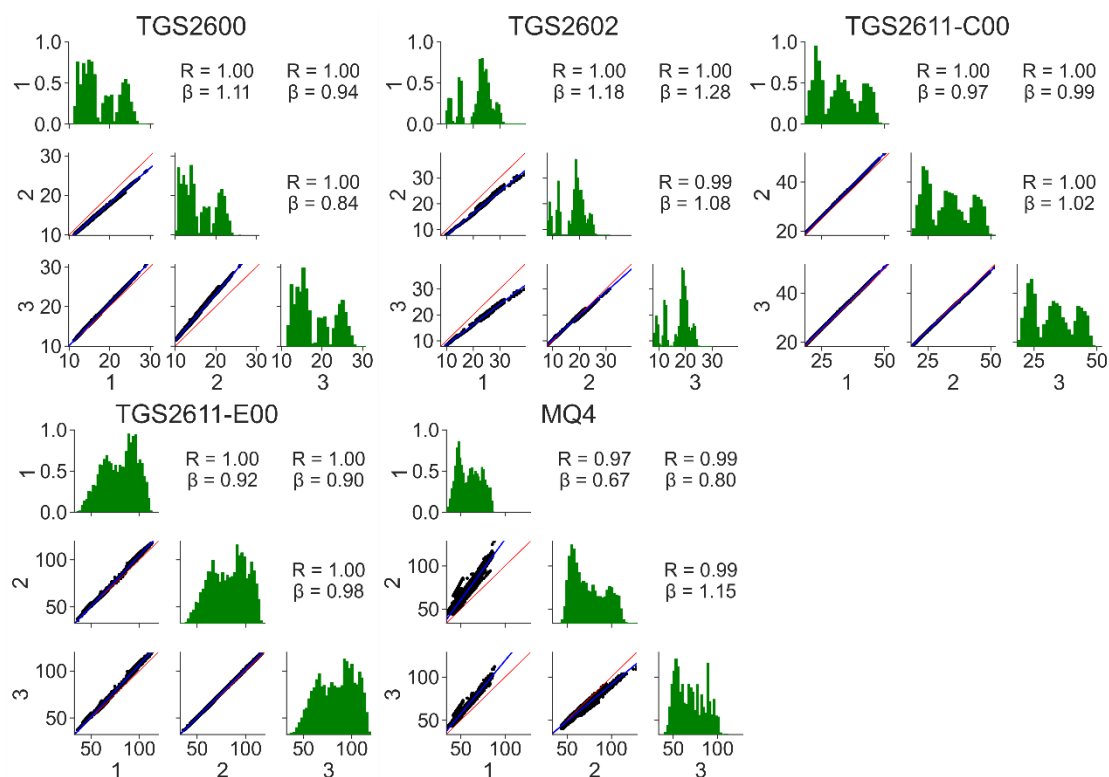 TGS2600
TGS2602
TGS2611-C00
1.0
0.5
0.0
1
R = 1.00
β = 1.11
R = 1.00
β = 0.94
1.0
0.5
0.0
1
R = 1.00
β = 1.18
R = 1.00
β = 1.28
1.0
0.5
0.0
1
R = 1.00
β = 0.97
R = 1.00
β = 0.99
30
20
10
2
R = 1.00
β = 0.84
30
20
10
2
R = 0.99
β = 1.08
40
20
2
R = 1.00
β = 1.02
30
20
10
3
10 20 30
10 20 30
10 20 30
1 2 3
30
20
10
3
10 20 30
10 20 30
10 20 30
1 2 3
40
20
3
25 50
25 50
25 50
1 2 3
TGS2611-E00
MQ4
1.0
0.5
0.0
1
R = 1.00
β = 0.92
R = 1.00
β = 0.90
1.0
0.5
0.0
1
R = 0.97
β = 0.67
R = 0.99
β = 0.80
100
50
2
R = 1.00
β = 0.98
100
50
2
R = 0.99
β = 1.15
100
50
3
50 100
50 100
50 100
1 2 3
100
50
3
50 100
50 100
50 100
1 2 3